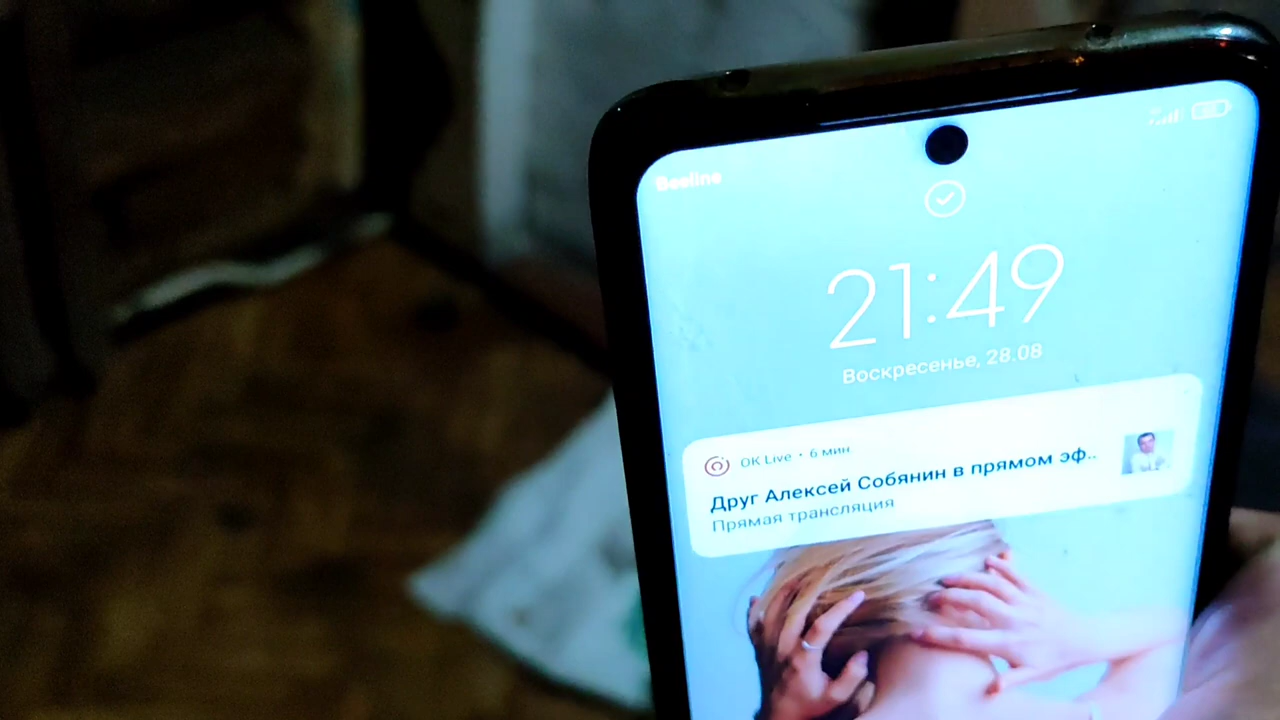 Beeline
21:49
Воскресенье, 28.08
OK Live • 6 мин
Друг Алексей Собянин в прямом эф..
Прямая трансляция